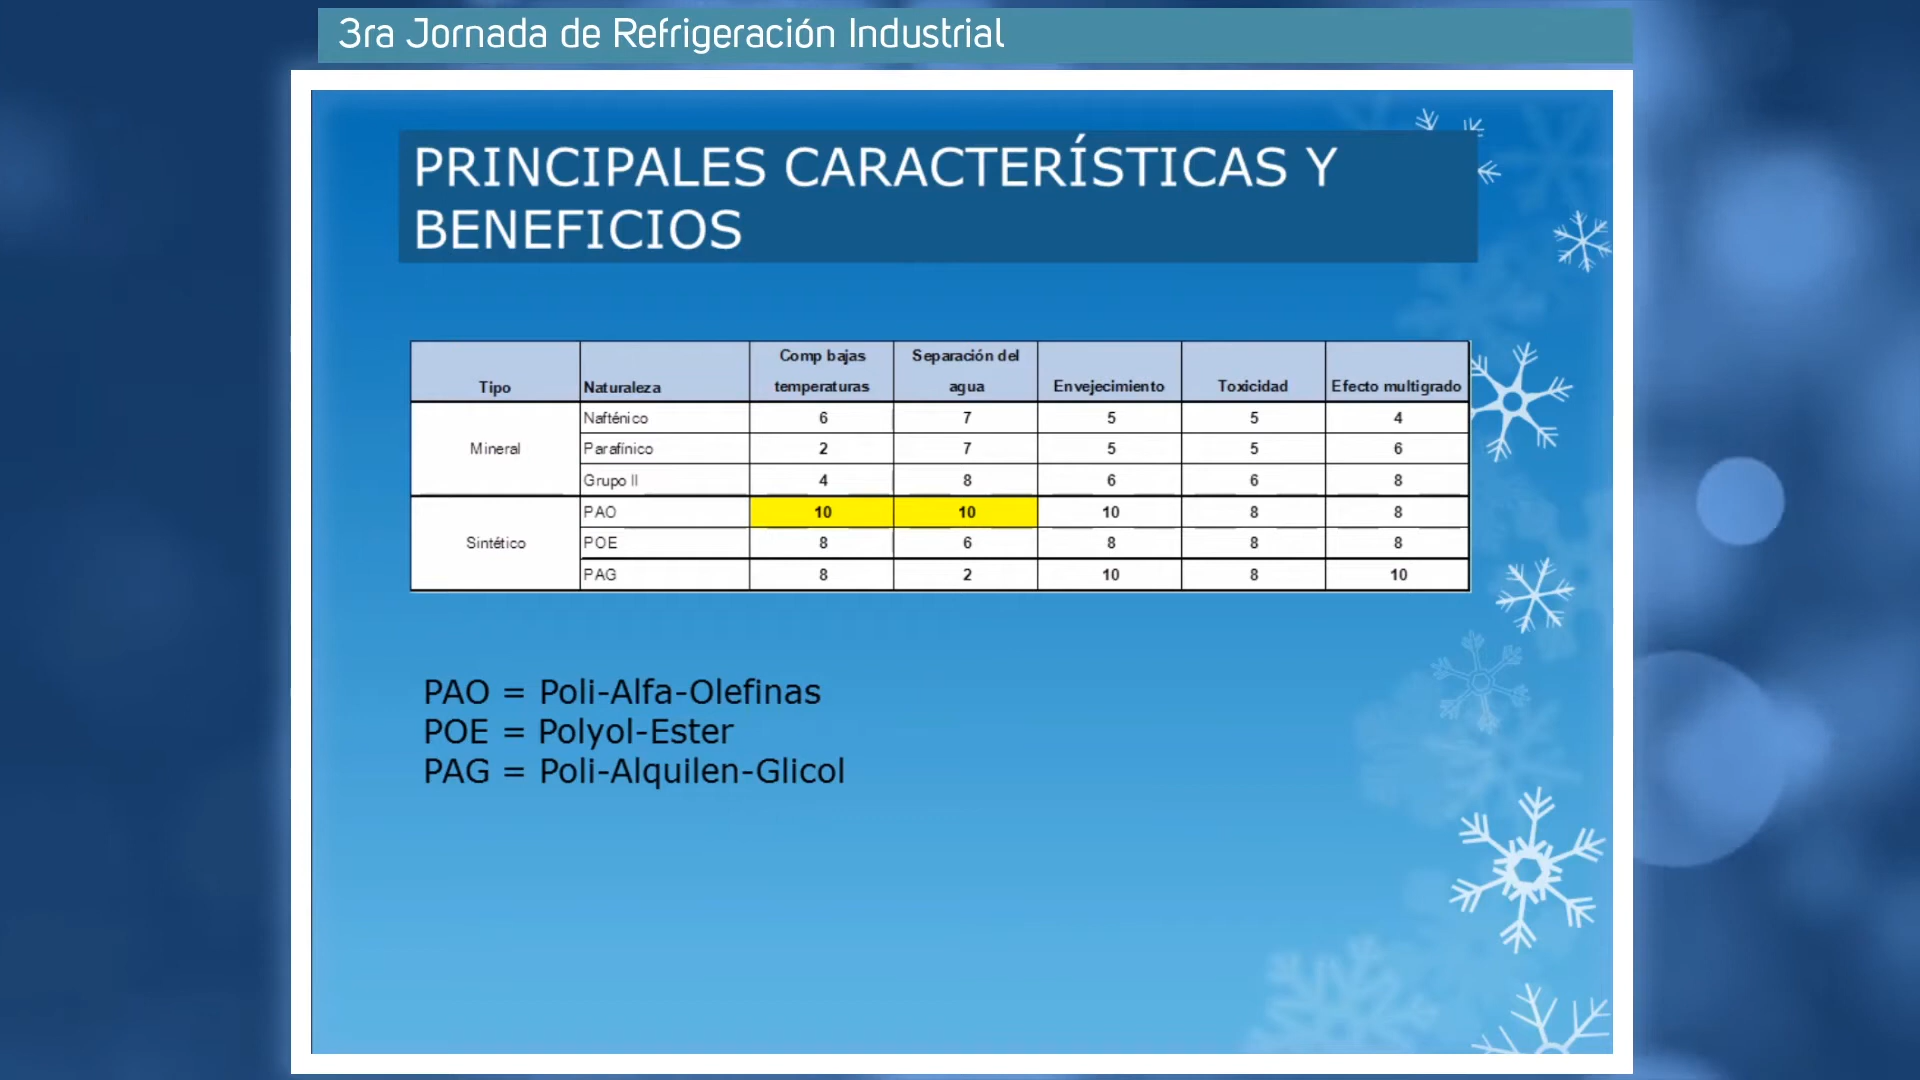 3ra Jornada de Refrigeración Industrial
PRINCIPALES CARACTERÍSTICAS Y
BENEFICIOS
Tipo Naturaleza Comp bajas temperaturas Separación del agua Envejecimiento Toxicidad Efecto multigrado
Mineral Nafténico 6 7 5 5 4
Parafínico 2 7 5 5 6
Grupo II 4 8 6 6 8
Sintético PAO 10 10 10 8 8
POE 8 6 8 8 8
PAG 8 2 10 8 10
PAO = Poli-Alfa-Olefinas
POE = Polyol-Ester
PAG = Poli-Alquilen-Glicol